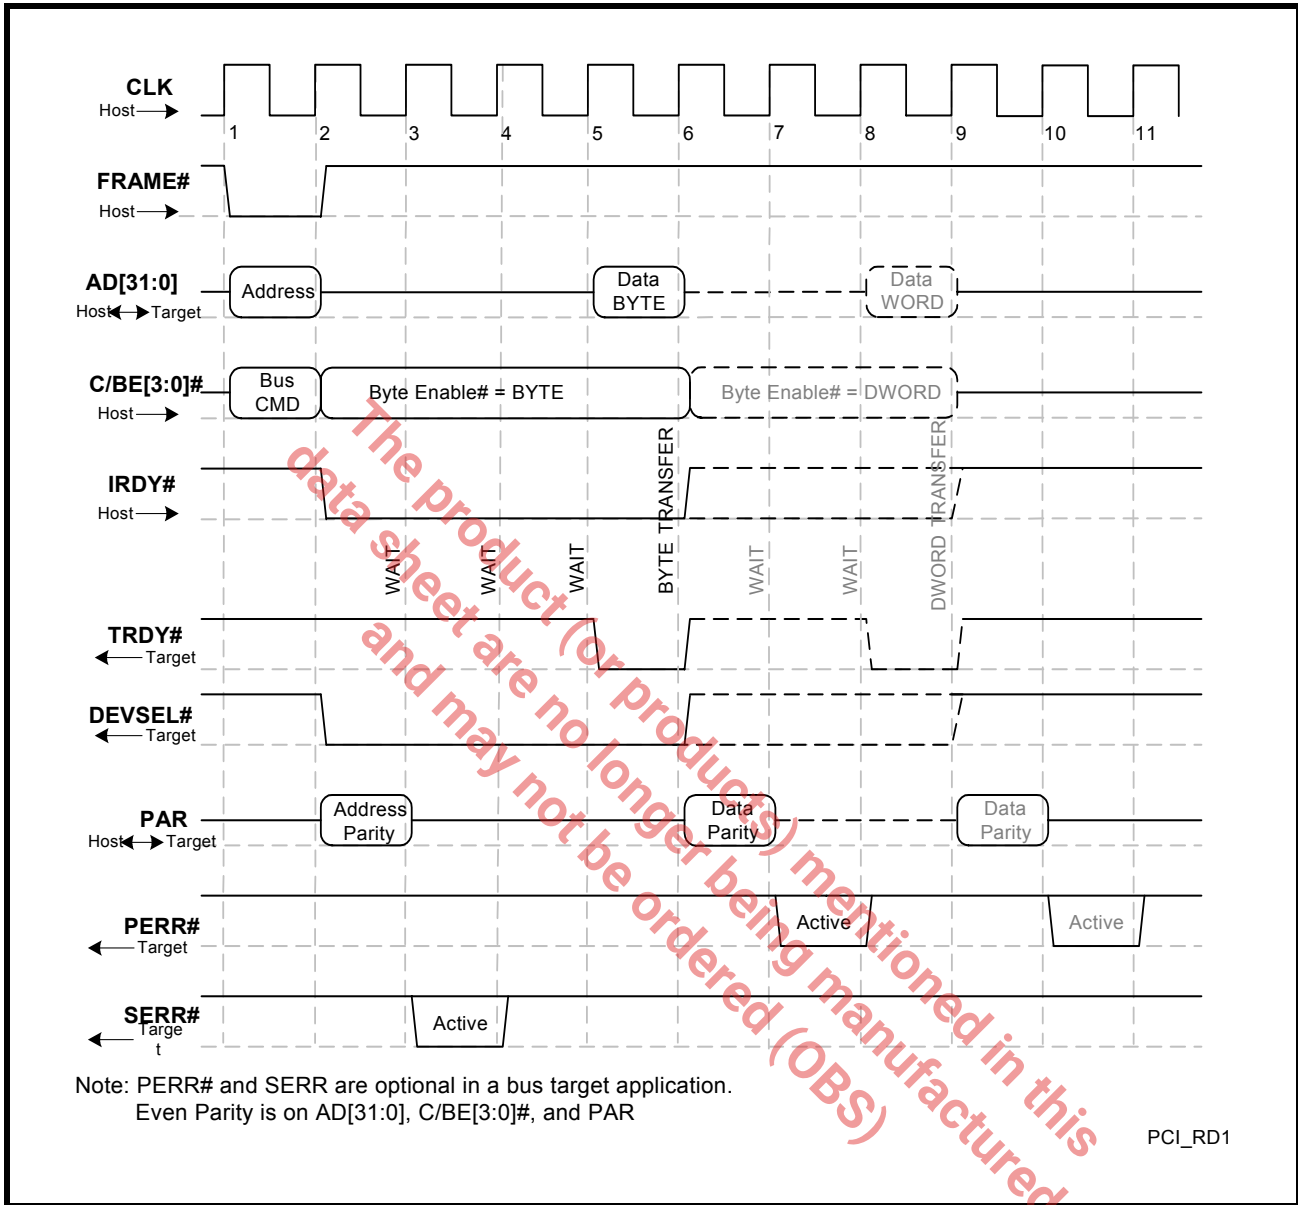 CLK
Host
1 2 3 4 5 6 7 8 9 10 11
FRAME#
Host
AD[31:0]
Host Target
Address
Data
BYTE
Data
WORD
C/BE[3:0]#
Host
Bus
CMD
Byte Enable# = BYTE
Byte Enable# = DWORD
IRDY#
Host
WAIT
WAIT
WAIT
BYTE TRANSFER
WAIT
WAIT
DWORD TRANSFER
TRDY#
Target
DEVSEL#
Target
PAR
Host Target
Address
Parity
Data
Parity
Data
Parity
PERR#
Target
Active
Active
SERR#
Targe
t
Active
Note: PERR# and SERR are optional in a bus target application.
Even Parity is on AD[31:0], C/BE[3:0]#, and PAR
PCI_RD1
The product (or products) mentioned in this
data sheet are no longer being manufactured
and may not be ordered (OBS)